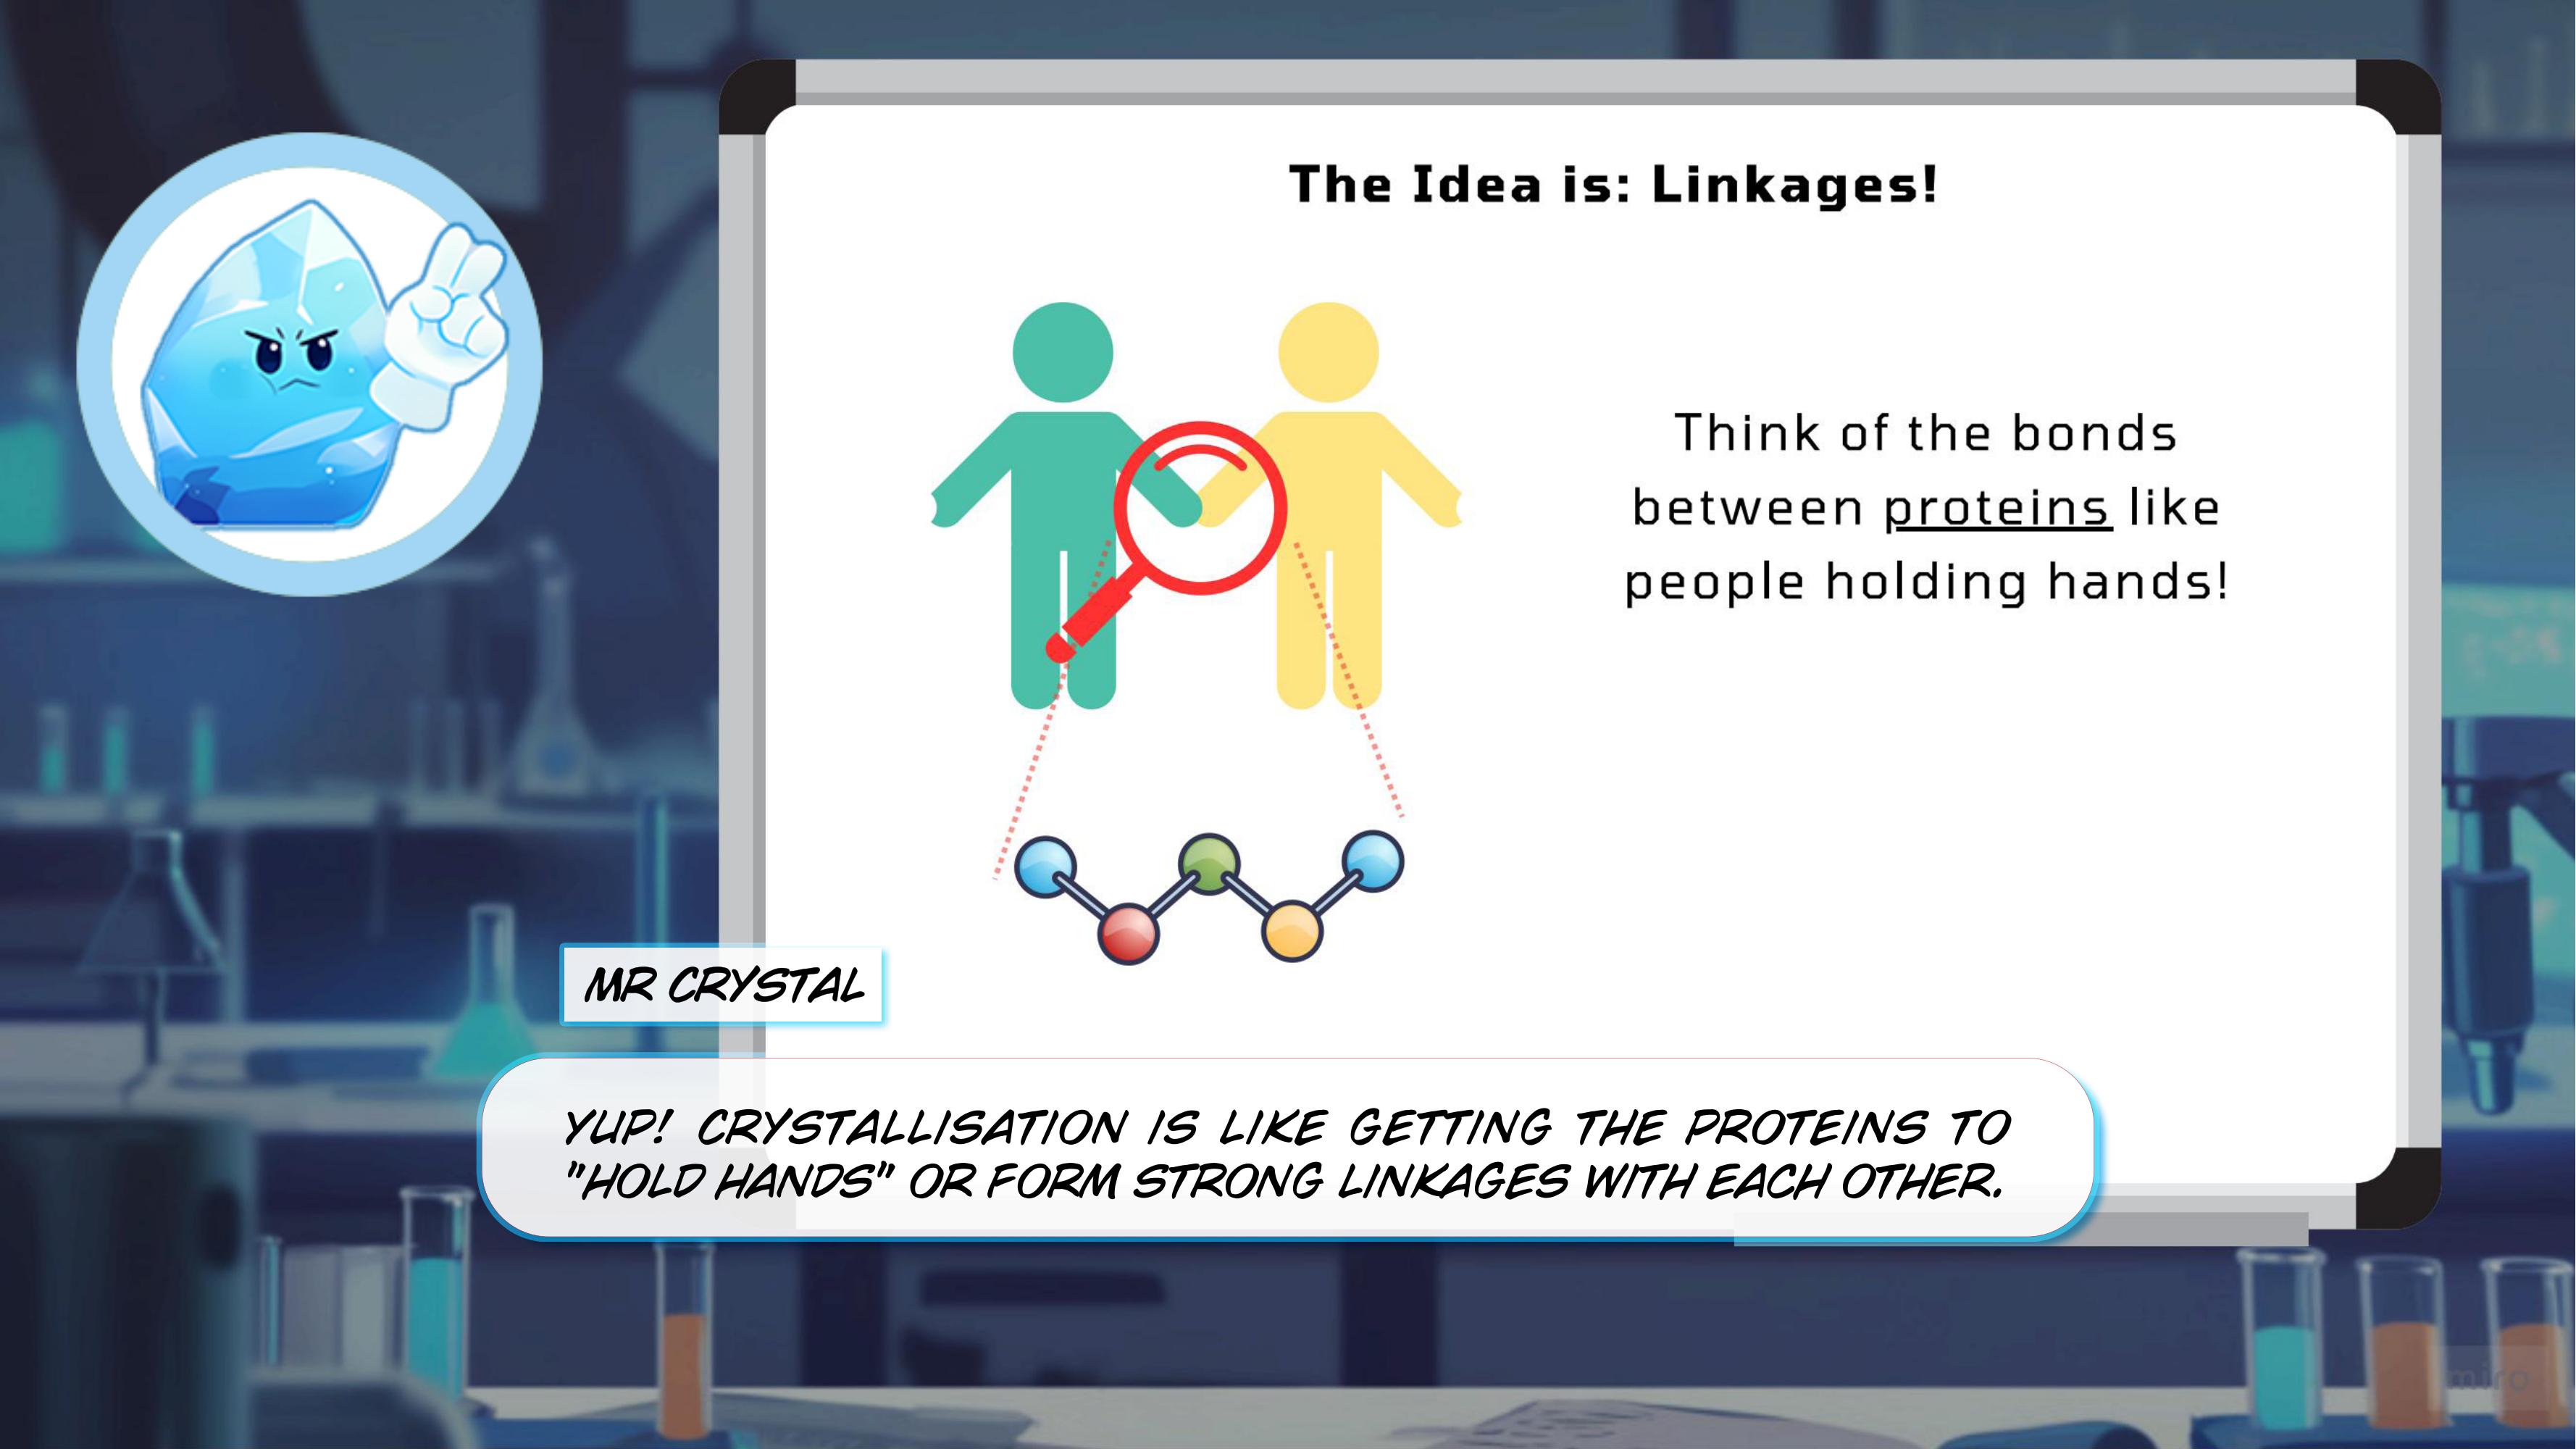 The Idea is: Linkages!
Think of the bonds
between proteins like
people holding hands!
MR CRYSTAL
YUP! CRYSTALLISATION IS LIKE GETTING THE PROTEINS TO
"HOLD HANDS" OR FORM STRONG LINKAGES WITH EACH OTHER.
miro